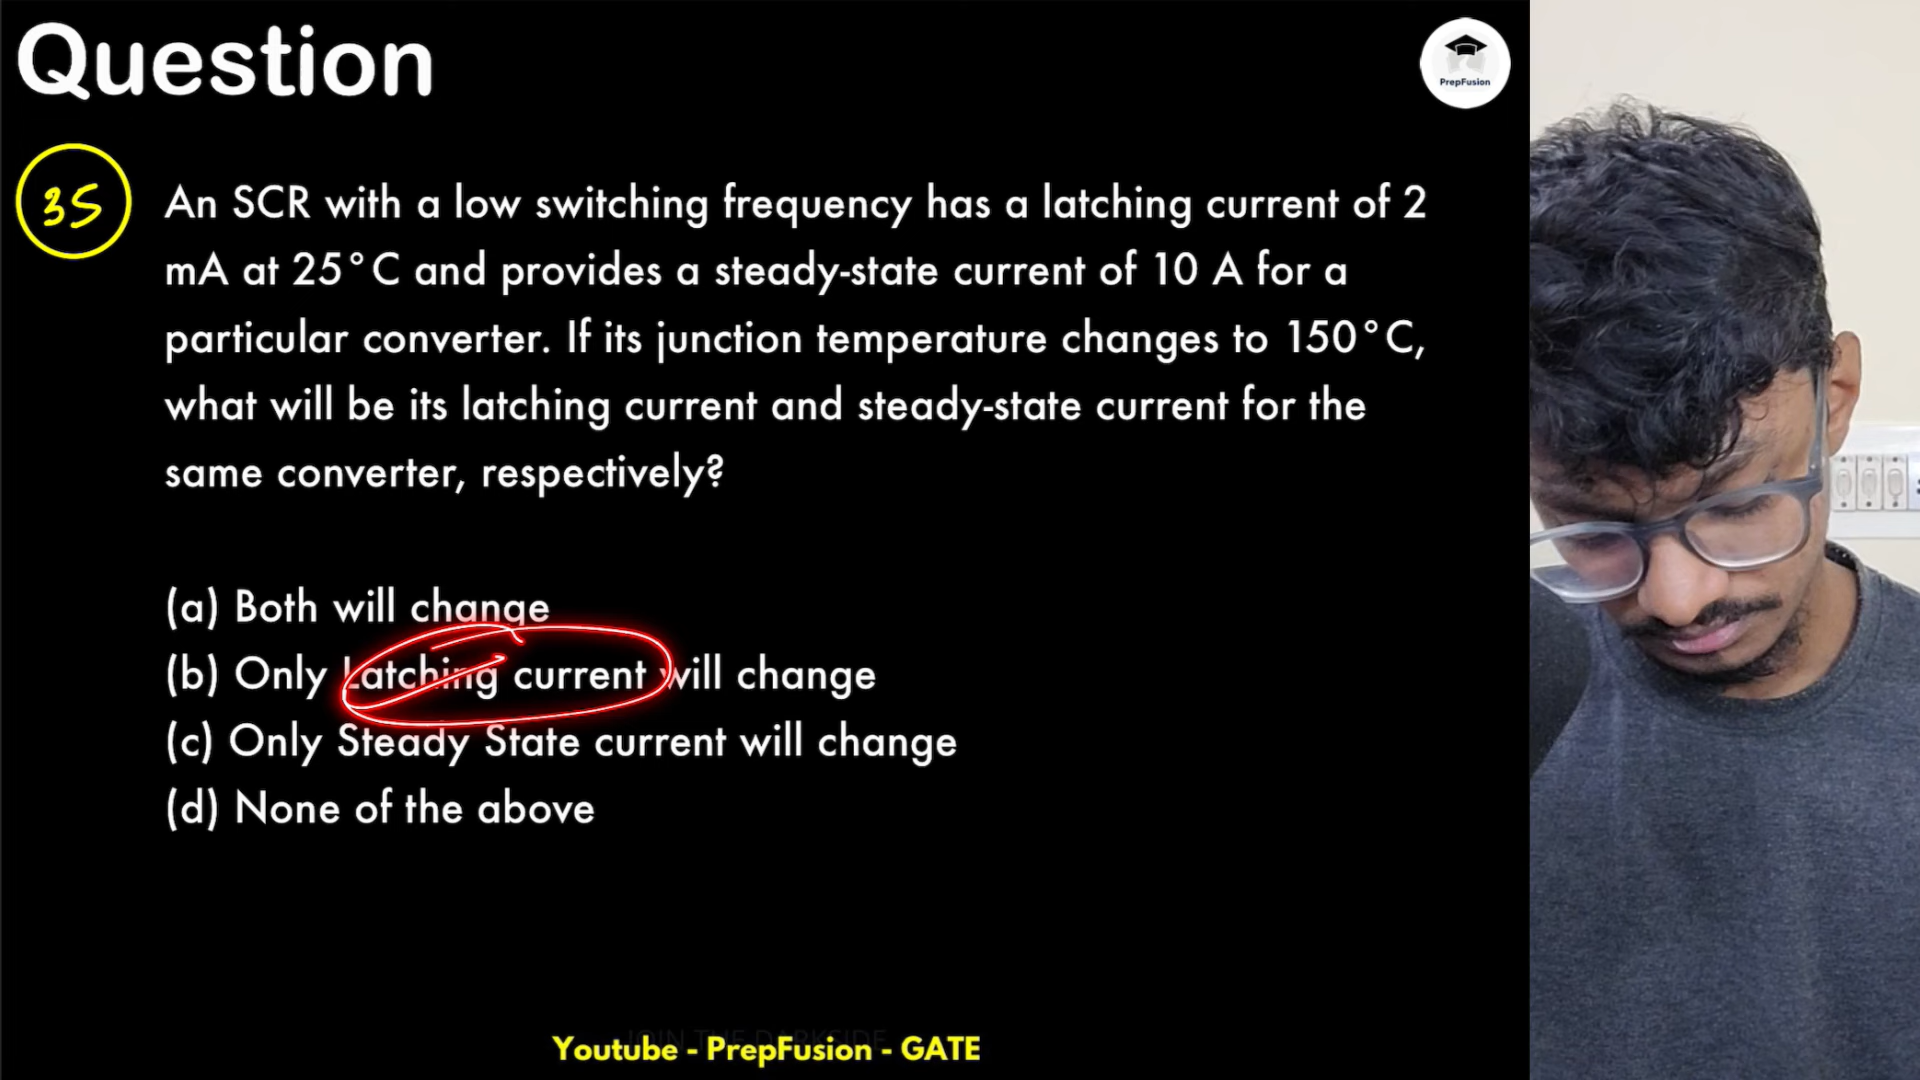 Question
PrepFusion
35
An SCR with a low switching frequency has a latching current of 2
mA at 25°C and provides a steady-state current of 10 A for a
particular converter. If its junction temperature changes to 150°C,
what will be its latching current and steady-state current for the
same converter, respectively?
(a) Both will change
(b) Only Latching current will change
(c) Only Steady State current will change
(d) None of the above
JOIN THE DARKSIDE
Youtube - PrepFusion - GATE